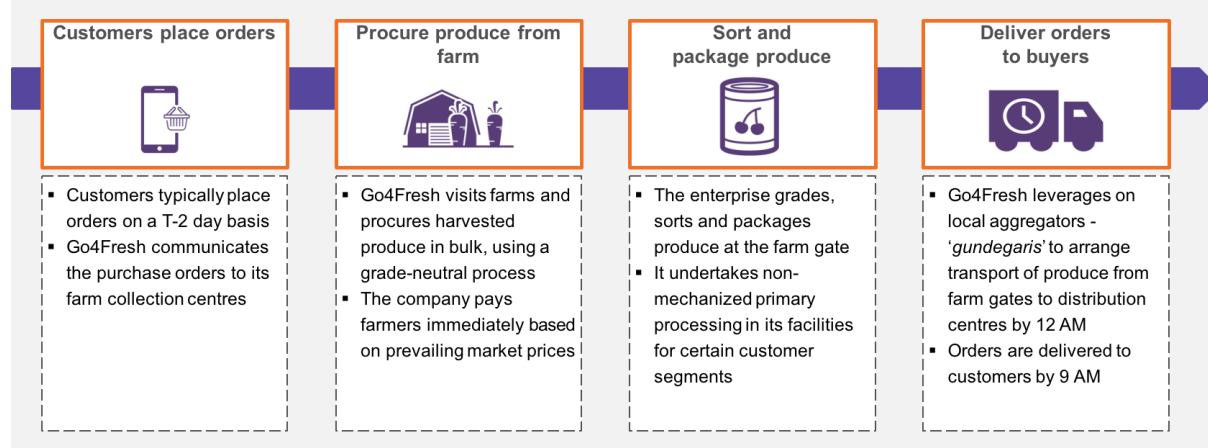 Customers place orders
▪ Customers typically place
orders on a T-2 day basis
▪ Go4Fresh communicates
the purchase orders to its
farm collection centres
Procure produce from
farm
▪ Go4Fresh visits farms and
procures harvested
produce in bulk, using a
grade-neutral process
▪ The company pays
farmers immediately based
on prevailing market prices
Sort and
package produce
▪ The enterprise grades,
sorts and packages
produce at the farm gate
▪ It undertakes non-
mechanized primary
processing in its facilities
for certain customer
segments
Deliver orders
to buyers
▪ Go4Fresh leverages on
local aggregators -
‘gundegaris’ to arrange
transport of produce from
farm gates to distribution
centres by 12 AM
▪ Orders are delivered to
customers by 9 AM